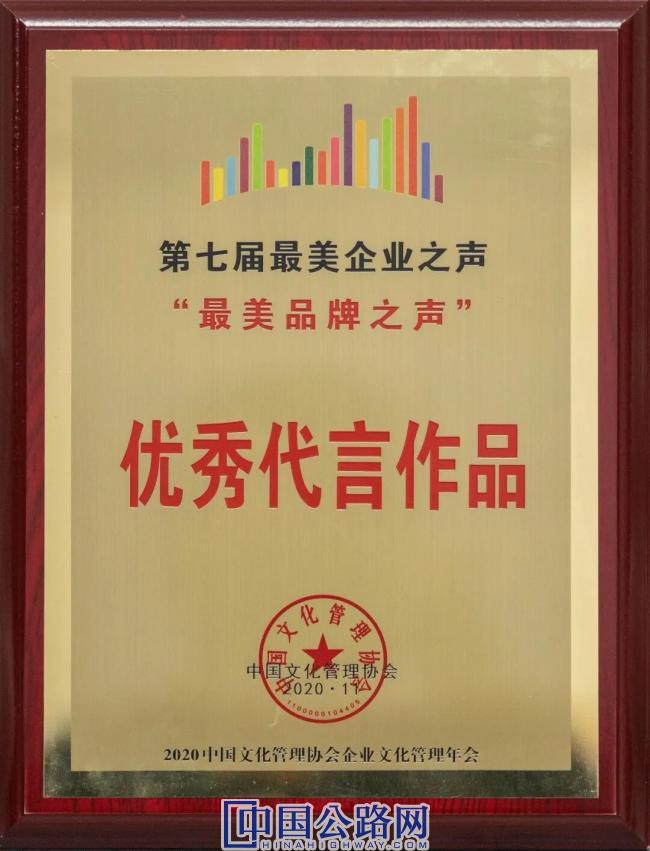 第七届最美企业之声
“最美品牌之声”
优秀代言作品
中国文化管理协会
中国文化管理协会
2020·11
1100000104405
2020中国文化管理协会企业文化管理年会
中国公路网
CHINAHIGHWAY.COM